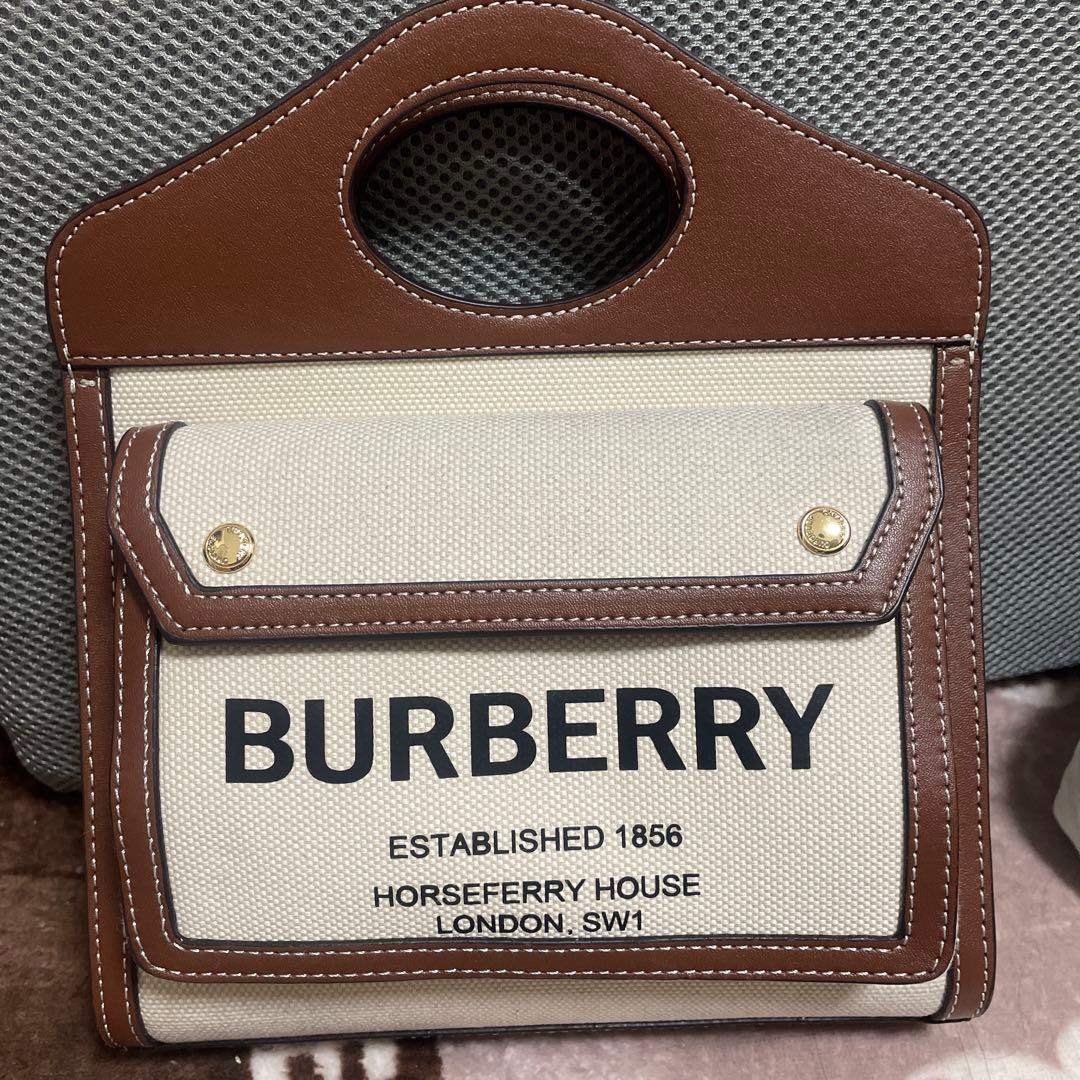 BURBERRY
ESTABLISHED 1856
HORSEFERRY HOUSE
LONDON, SW1